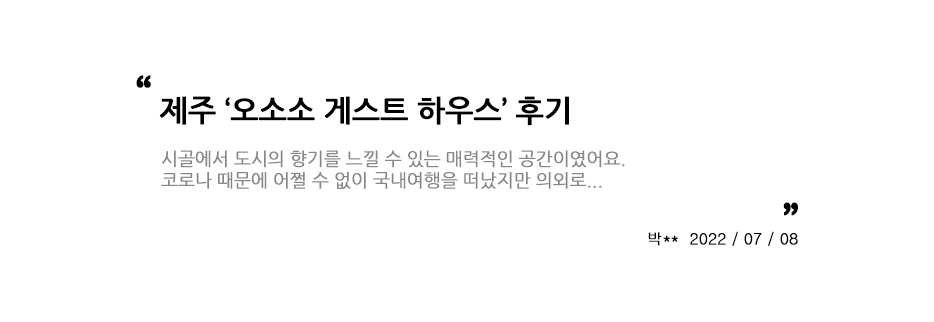 “
제주 ‘오소소 게스트 하우스’ 후기
시골에서 도시의 향기를 느낄 수 있는 매력적인 공간이였어요.
코로나 때문에 어쩔 수 없이 국내여행을 떠났지만 의외로...
”
박** 2022 / 07 / 08